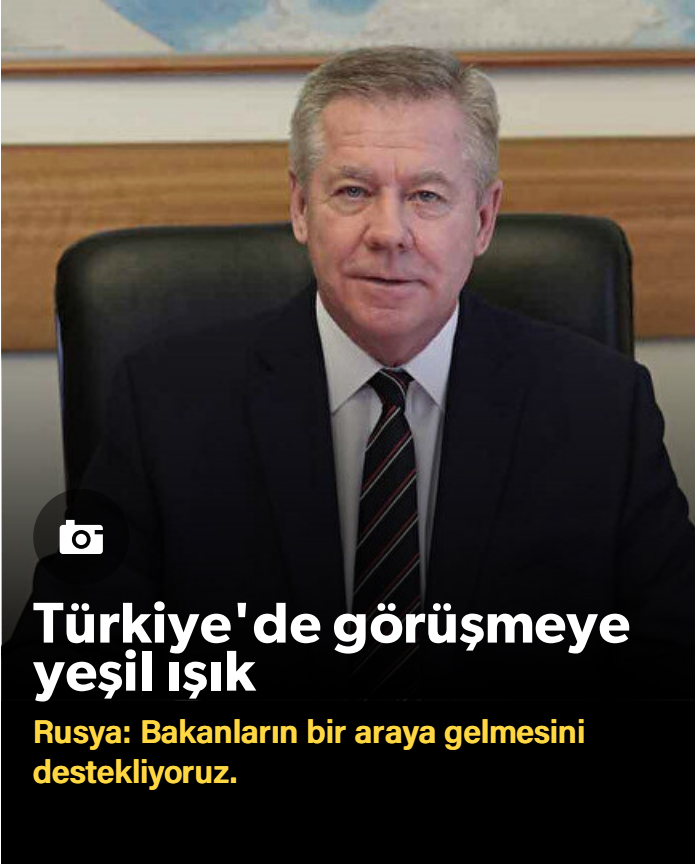 Türkiye'de görüşmeye
yeşil ışık
Rusya: Bakanların bir araya gelmesini
destekliyoruz.